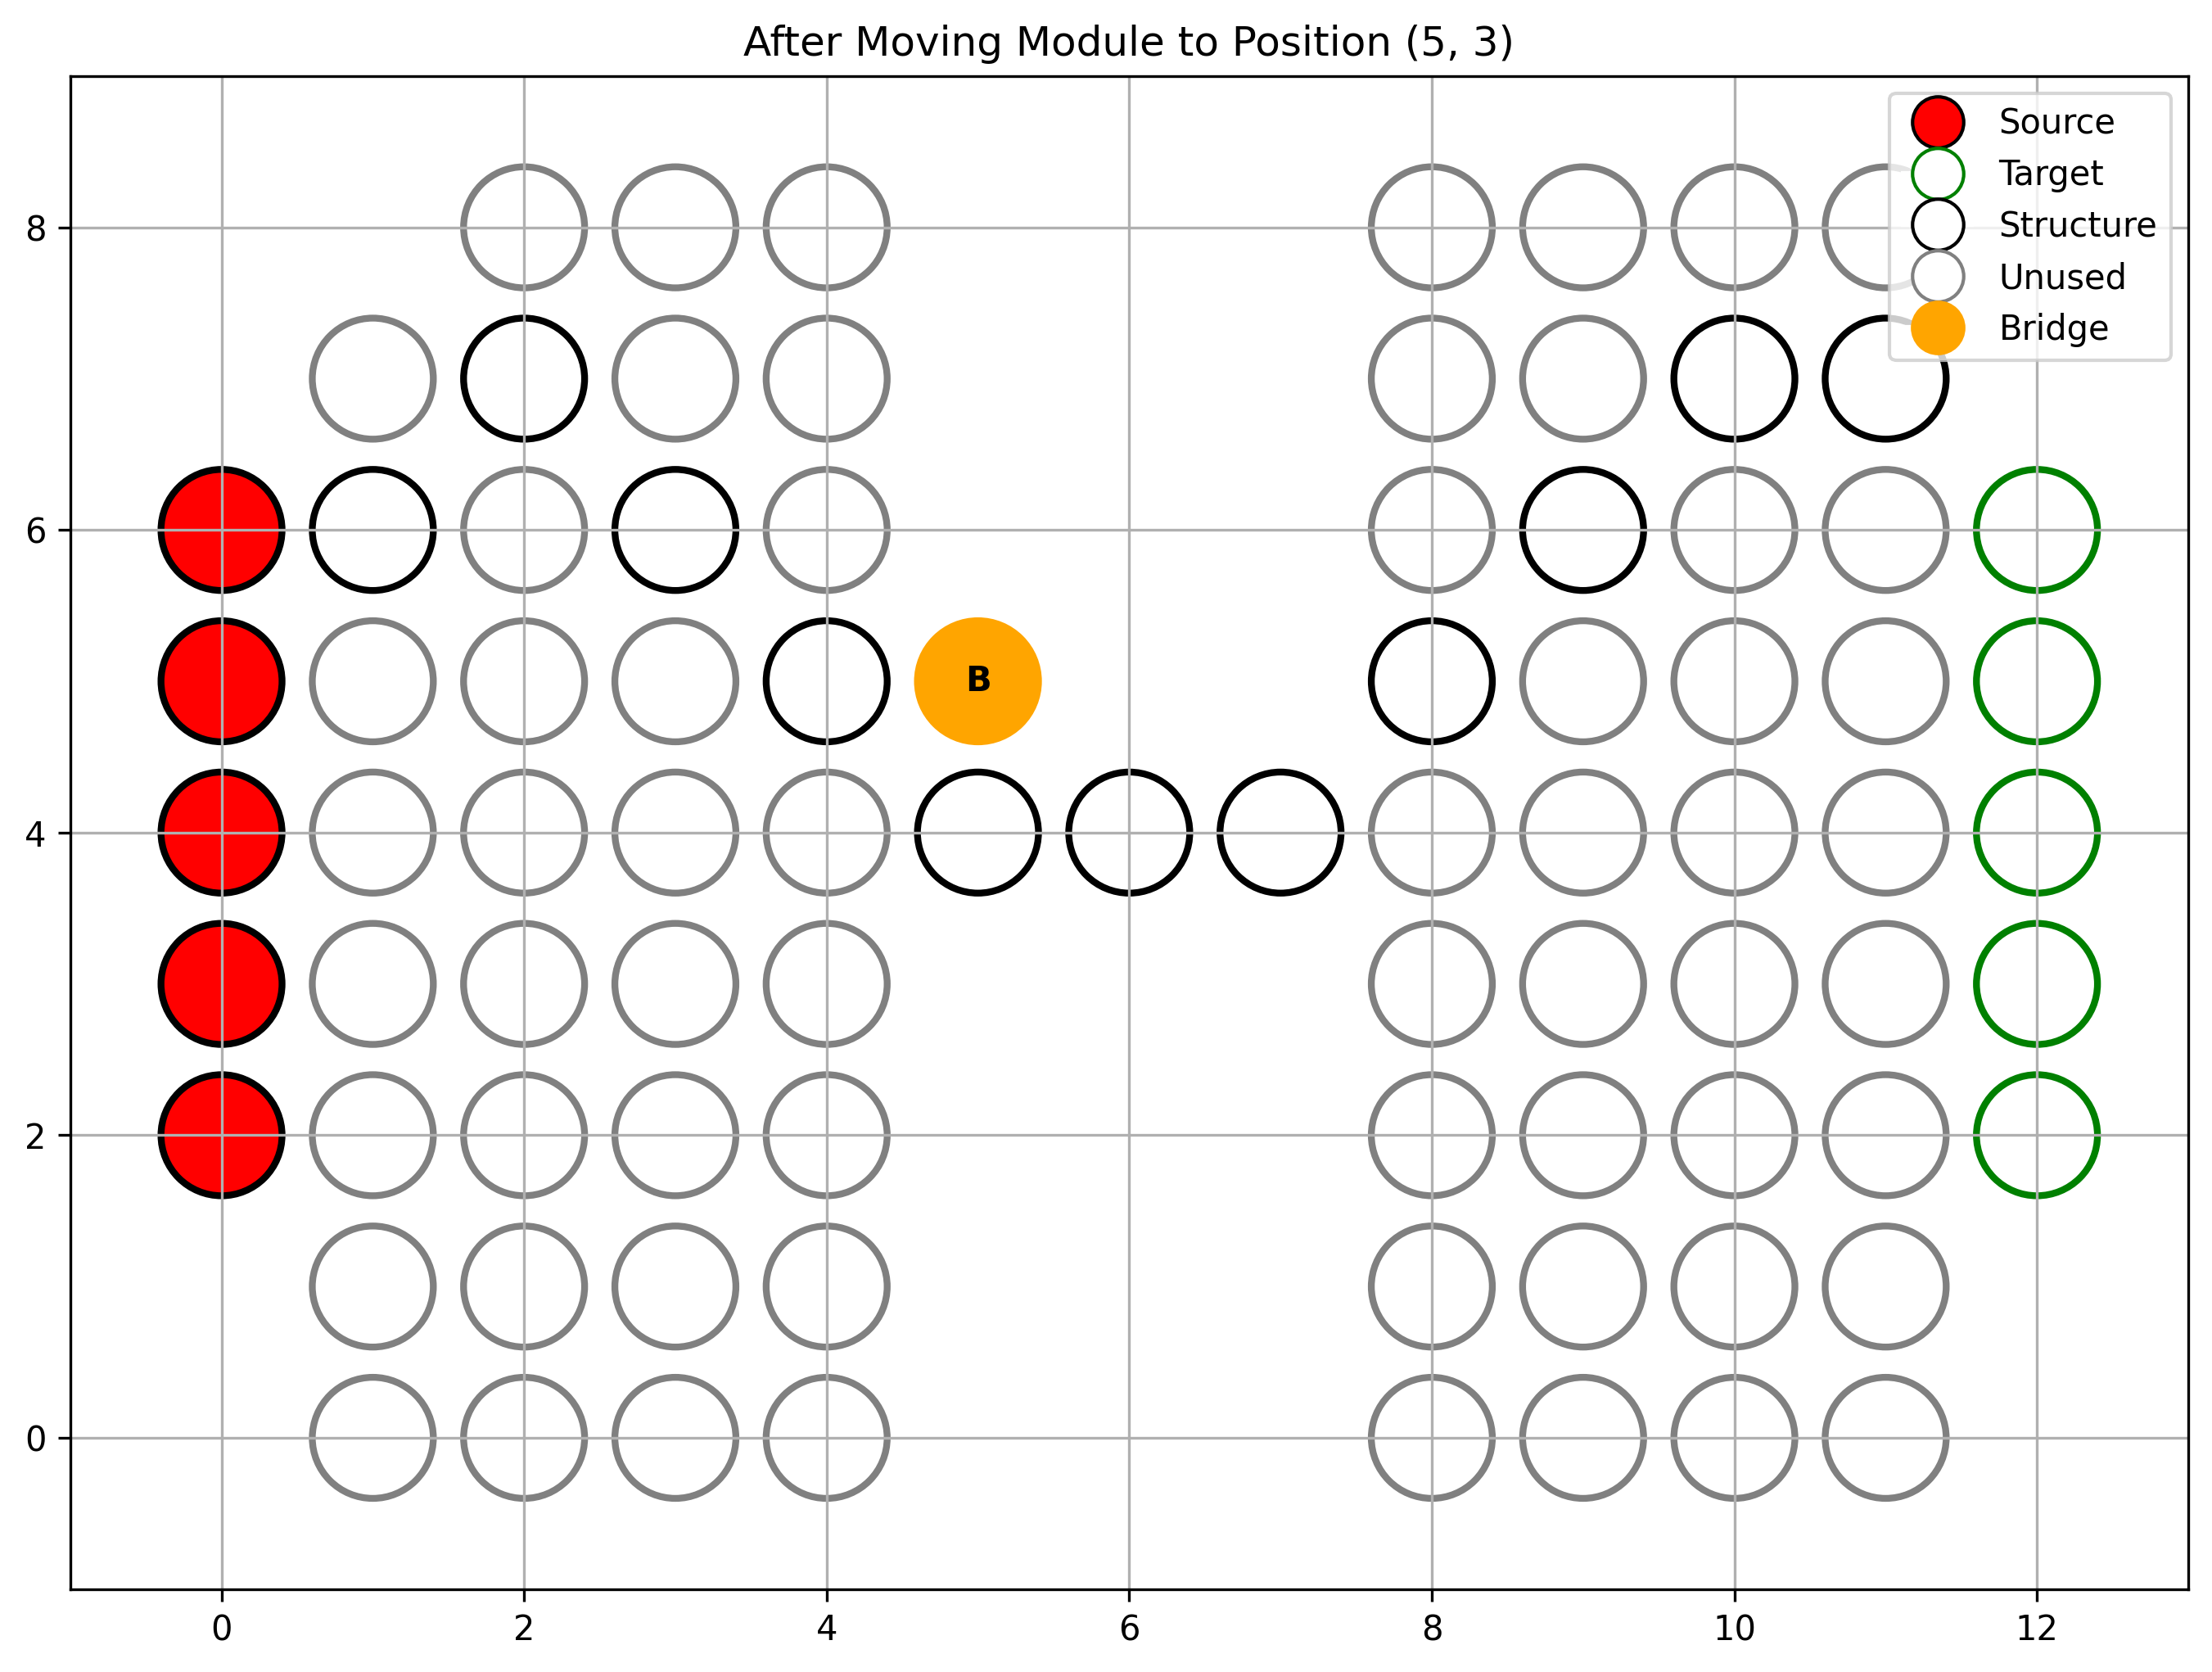 After Moving Module to Position (5, 3)
Source
Target
Structure
Unused
Bridge
8
6
B
4
2
0
0 2 4 6 8 10 12